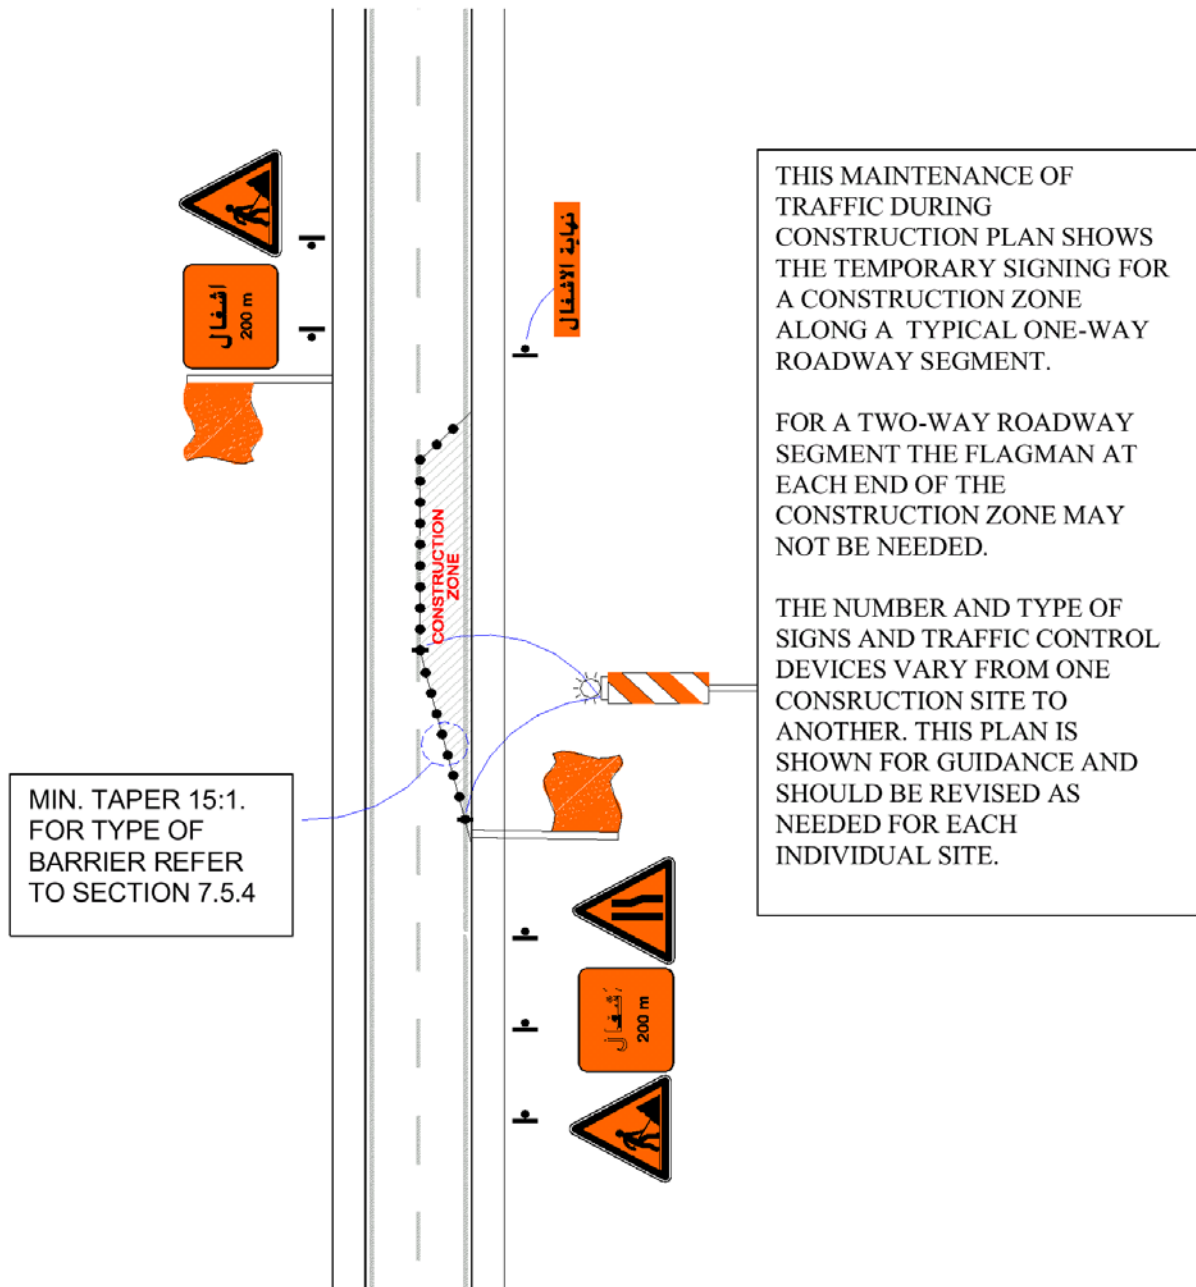 اشغال
200 m
نهاية الاشغال
CONSTRUCTION
ZONE
MIN. TAPER 15:1.
FOR TYPE OF
BARRIER REFER
TO SECTION 7.5.4
THIS MAINTENANCE OF
TRAFFIC DURING
CONSTRUCTION PLAN SHOWS
THE TEMPORARY SIGNING FOR
A CONSTRUCTION ZONE
ALONG A TYPICAL ONE-WAY
ROADWAY SEGMENT.
FOR A TWO-WAY ROADWAY
SEGMENT THE FLAGMAN AT
EACH END OF THE
CONSTRUCTION ZONE MAY
NOT BE NEEDED.
THE NUMBER AND TYPE OF
SIGNS AND TRAFFIC CONTROL
DEVICES VARY FROM ONE
CONSRUCTION SITE TO
ANOTHER. THIS PLAN IS
SHOWN FOR GUIDANCE AND
SHOULD BE REVISED AS
NEEDED FOR EACH
INDIVIDUAL SITE.
200 m